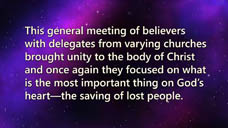 This general meeting of believers
with delegates from varying churches
brought unity to the body of Christ
and once again they focused on what
is the most important thing on God's
heart—the saving of lost people.